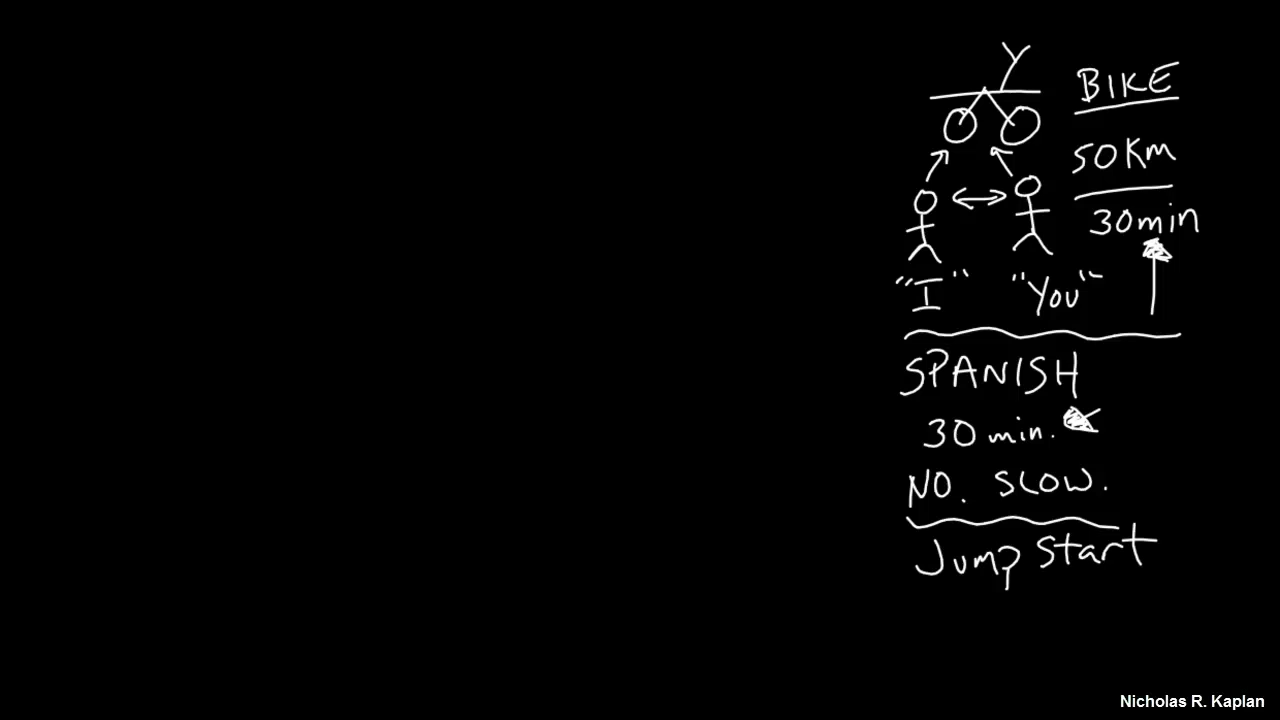 Y
BIKE
50Km
30min
"I" "You"
SPANISH
30 min.
NO. SLOW.
Jump Start
Nicholas R. Kaplan